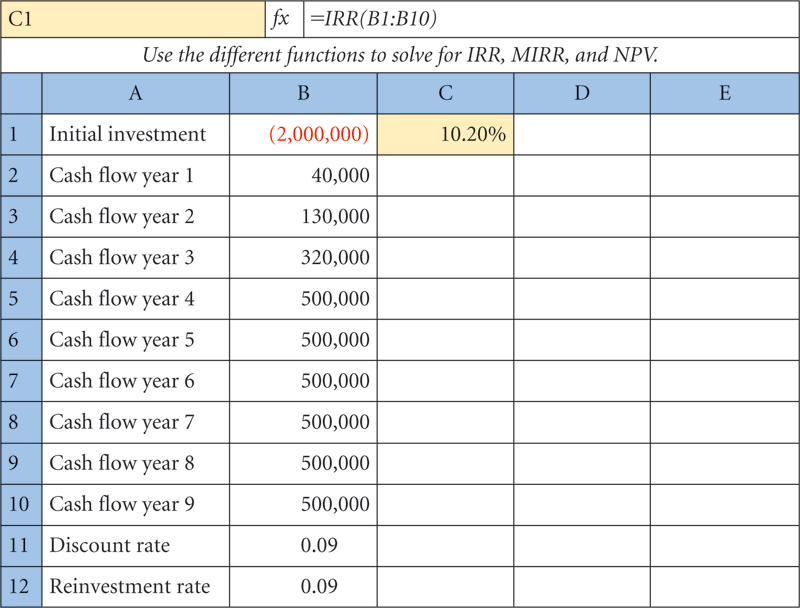 C1 fx =IRR(B1:B10)
Use the different functions to solve for IRR, MIRR, and NPV.
A B C D E
1 Initial investment (2,000,000) 10.20%
2 Cash flow year 1 40,000
3 Cash flow year 2 130,000
4 Cash flow year 3 320,000
5 Cash flow year 4 500,000
6 Cash flow year 5 500,000
7 Cash flow year 6 500,000
8 Cash flow year 7 500,000
9 Cash flow year 8 500,000
10 Cash flow year 9 500,000
11 Discount rate 0.09
12 Reinvestment rate 0.09